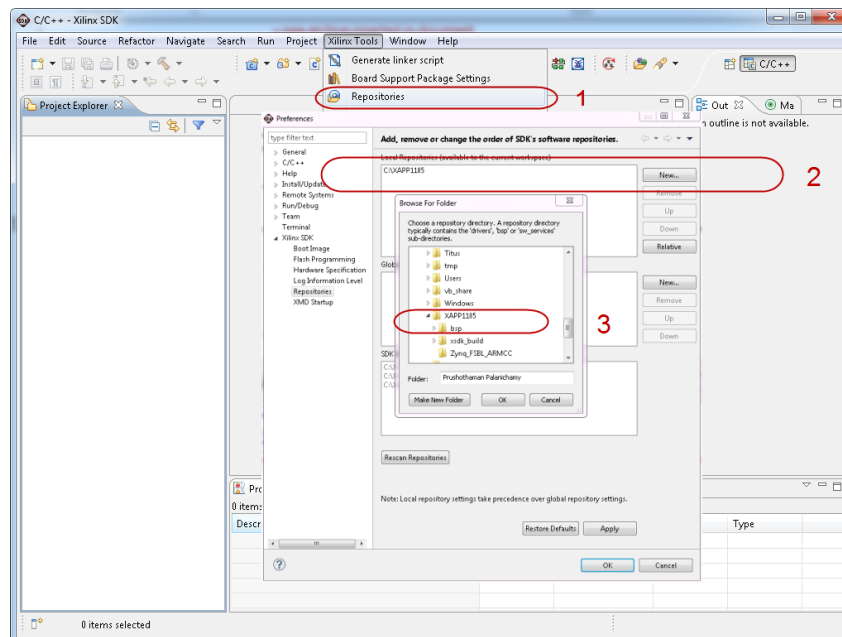 C/C++ - Xilinx SDK
File Edit Source Refactor Navigate Search Run Project Xilinx Tools Window Help
Generate linker script
Board Support Package Settings
Repositories
1
C/C++
Project Explorer
Out
Ma
n outline is not available.
Preferences
type filter text
General
C/C++
Help
Install/Update
Remote Systems
Run/Debug
Team
Terminal
Xilinx SDK
Boot Image
Flash Programming
Hardware Specification
Log Information Level
Repositories
XMD Startup
Add, remove or change the order of SDK's software repositories.
Local Repositories (available to the current workspace)
C:\XAPP1185
New...
Remove
Up
Down
Relative
2
Browse For Folder
Choose a repository directory. A repository directory
typically contains the 'drivers', 'bsp' or 'sw_services'
sub-directories.
Titus
tmp
Users
vb_share
Windows
XAPP1185
bsp
xsdk_build
Zynq_FSBL_ARMCC
3
Folder: Prushothaman Palanichamy
Make New Folder OK Cancel
Glob
New...
Remove
Up
Down
SDK
Rescan Repositories
Note: Local repository settings take precedence over global repository settings.
Restore Defaults Apply
OK Cancel
Pro
0 items
Descr
Type
0 items selected